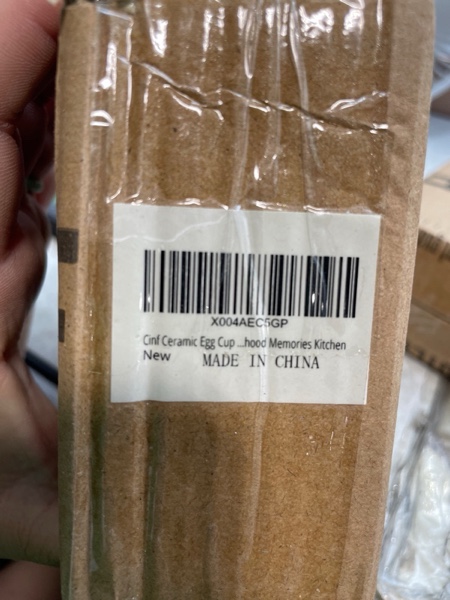 X004AEC5GP
Cinf Ceramic Egg Cup ...hood Memories Kitchen
New
MADE IN CHINA